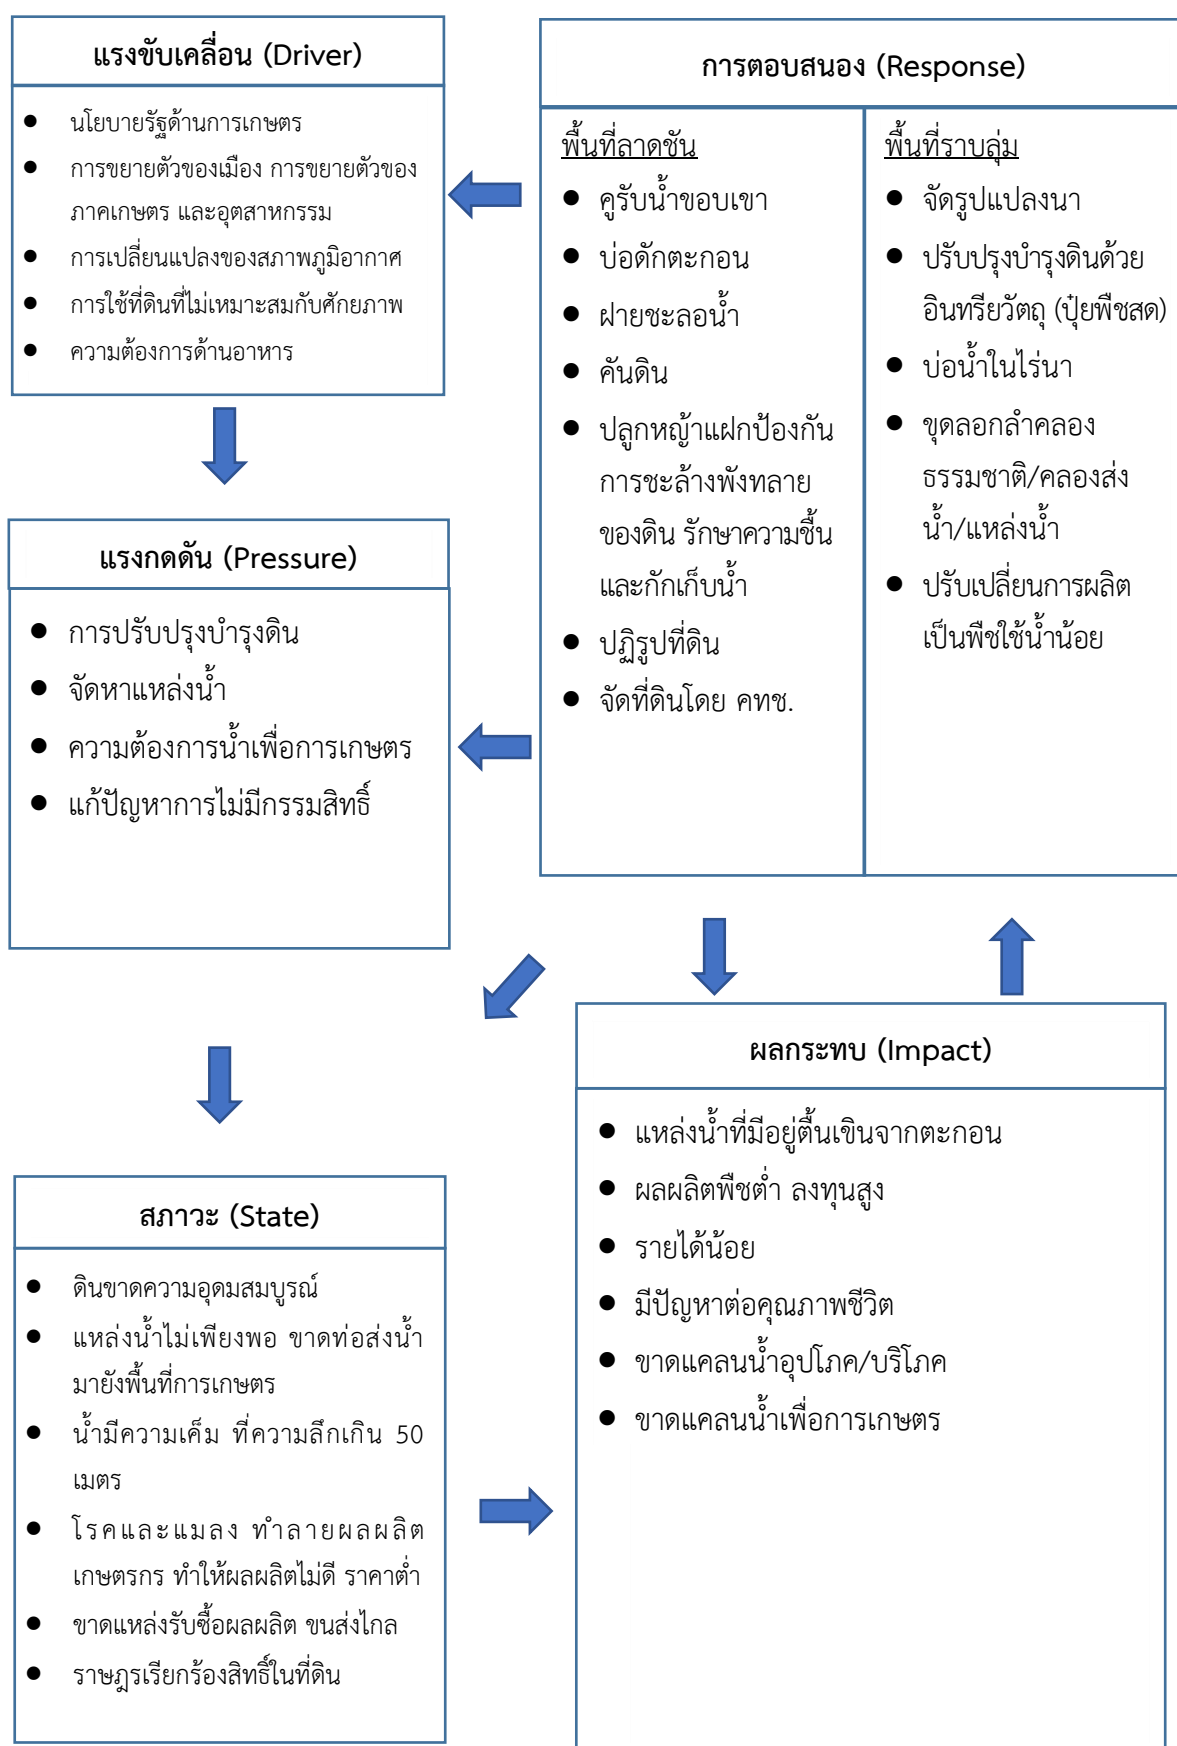 แรงขับเคลื่อน (Driver)
● นโยบายรัฐด้านการเกษตร
● การขยายตัวของเมือง การขยายตัวของ
ภาคเกษตร และอุตสาหกรรม
● การเปลี่ยนแปลงของสภาพภูมิอากาศ
● การใช้ที่ดินที่ไม่เหมาะสมกับศักยภาพ
● ความต้องการด้านอาหาร
การตอบสนอง (Response)
พื้นที่ลาดชัน
● คูรับน้ำขอบเขา
● บ่อดักตะกอน
● ฝายชะลอน้ำ
● คันดิน
● ปลูกหญ้าแฝกป้องกัน
การชะล้างพังทลาย
ของดิน รักษาความชื้น
และกักเก็บน้ำ
● ปฏิรูปที่ดิน
● จัดที่ดินโดย คทช.
พื้นที่ราบลุ่ม
● จัดรูปแปลงนา
● ปรับปรุงบำรุงดินด้วย
อินทรียวัตถุ (ปุ๋ยพืชสด)
● บ่อน้ำในไร่นา
● ขุดลอกลำคลอง
ธรรมชาติ/คลองส่ง
น้ำ/แหล่งน้ำ
● ปรับเปลี่ยนการผลิต
เป็นพืชใช้น้ำน้อย
แรงกดดัน (Pressure)
● การปรับปรุงบำรุงดิน
● จัดหาแหล่งน้ำ
● ความต้องการน้ำเพื่อการเกษตร
● แก้ปัญหาการไม่มีกรรมสิทธิ์
สภาวะ (State)
● ดินขาดความอุดมสมบูรณ์
● แหล่งน้ำไม่เพียงพอ ขาดท่อส่งน้ำ
มายังพื้นที่การเกษตร
● น้ำมีความเค็ม ที่ความลึกเกิน 50
เมตร
● โรคและแมลง ทำลายผลผลิต
เกษตรกร ทำให้ผลผลิตไม่ดี ราคาต่ำ
● ขาดแหล่งรับซื้อผลผลิต ขนส่งไกล
● ราษฎรเรียกร้องสิทธิ์ในที่ดิน
ผลกระทบ (Impact)
● แหล่งน้ำที่มีอยู่ตื้นเขินจากตะกอน
● ผลผลิตพืชต่ำ ลงทุนสูง
● รายได้น้อย
● มีปัญหาต่อคุณภาพชีวิต
● ขาดแคลนน้ำอุปโภค/บริโภค
● ขาดแคลนน้ำเพื่อการเกษตร